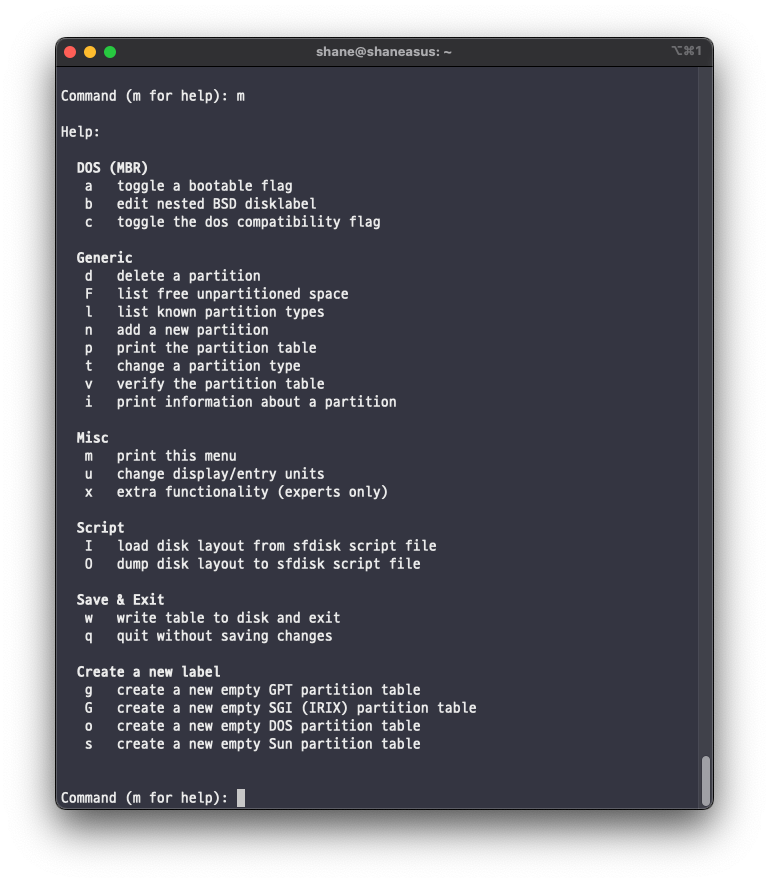 shane@shaneasus: ~
⌥⌘1
Command (m for help): m
Help:
DOS (MBR)
a   toggle a bootable flag
b   edit nested BSD disklabel
c   toggle the dos compatibility flag
Generic
d   delete a partition
F   list free unpartitioned space
l   list known partition types
n   add a new partition
p   print the partition table
t   change a partition type
v   verify the partition table
i   print information about a partition
Misc
m   print this menu
u   change display/entry units
x   extra functionality (experts only)
Script
I   load disk layout from sfdisk script file
O   dump disk layout to sfdisk script file
Save & Exit
w   write table to disk and exit
q   quit without saving changes
Create a new label
g   create a new empty GPT partition table
G   create a new empty SGI (IRIX) partition table
o   create a new empty DOS partition table
s   create a new empty Sun partition table
Command (m for help):